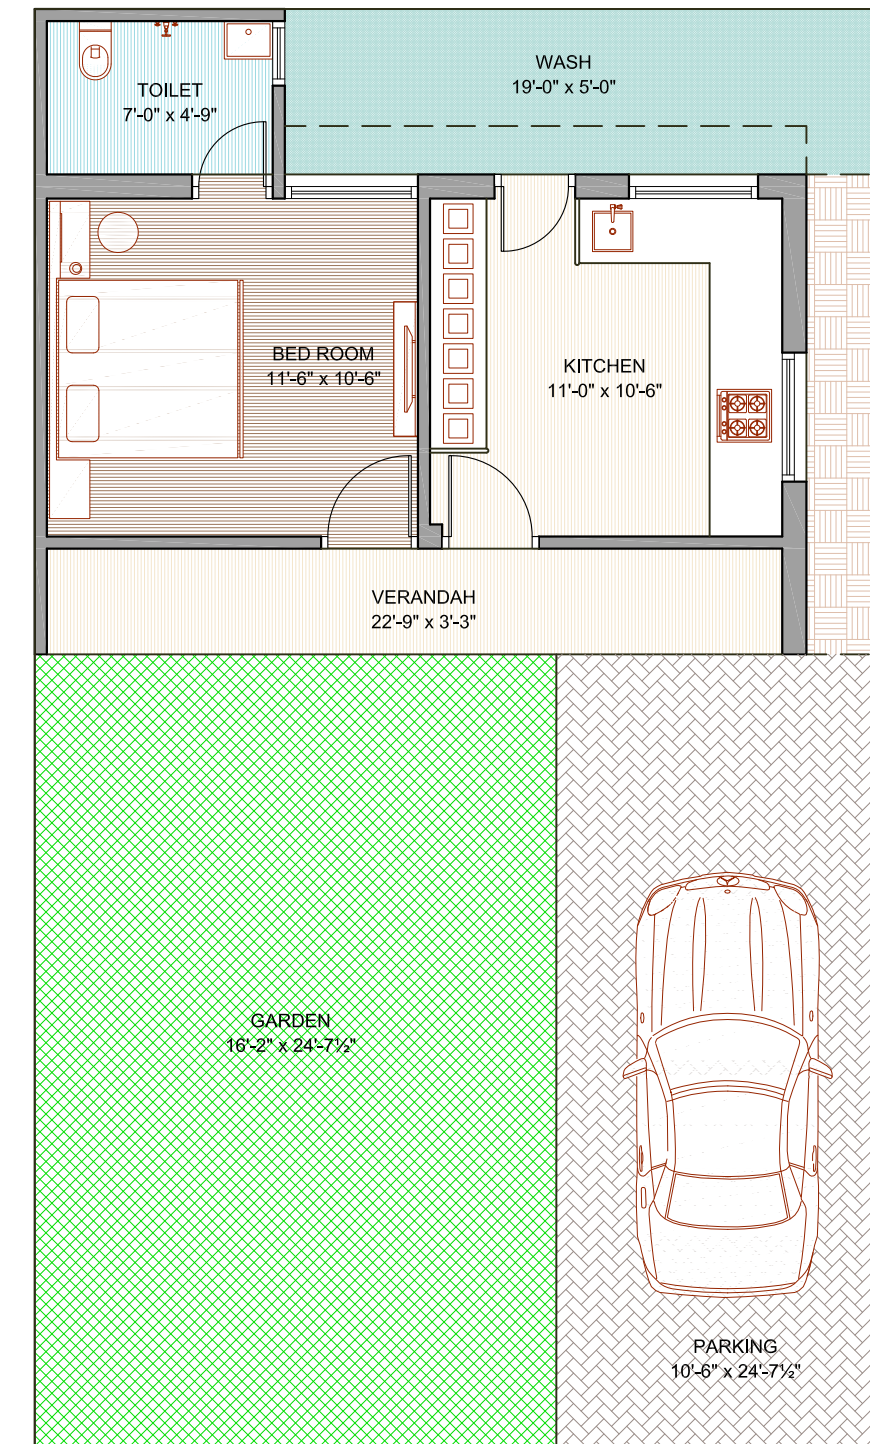 TOILET
7'-0" x 4'-9"
WASH
19'-0" x 5'-0"
BED ROOM
11'-6" x 10'-6"
KITCHEN
11'-0" x 10'-6"
VERANDAH
22'-9" x 3'-3"
GARDEN
16'-2" x 24'-7½"
PARKING
10'-6" x 24'-7½"